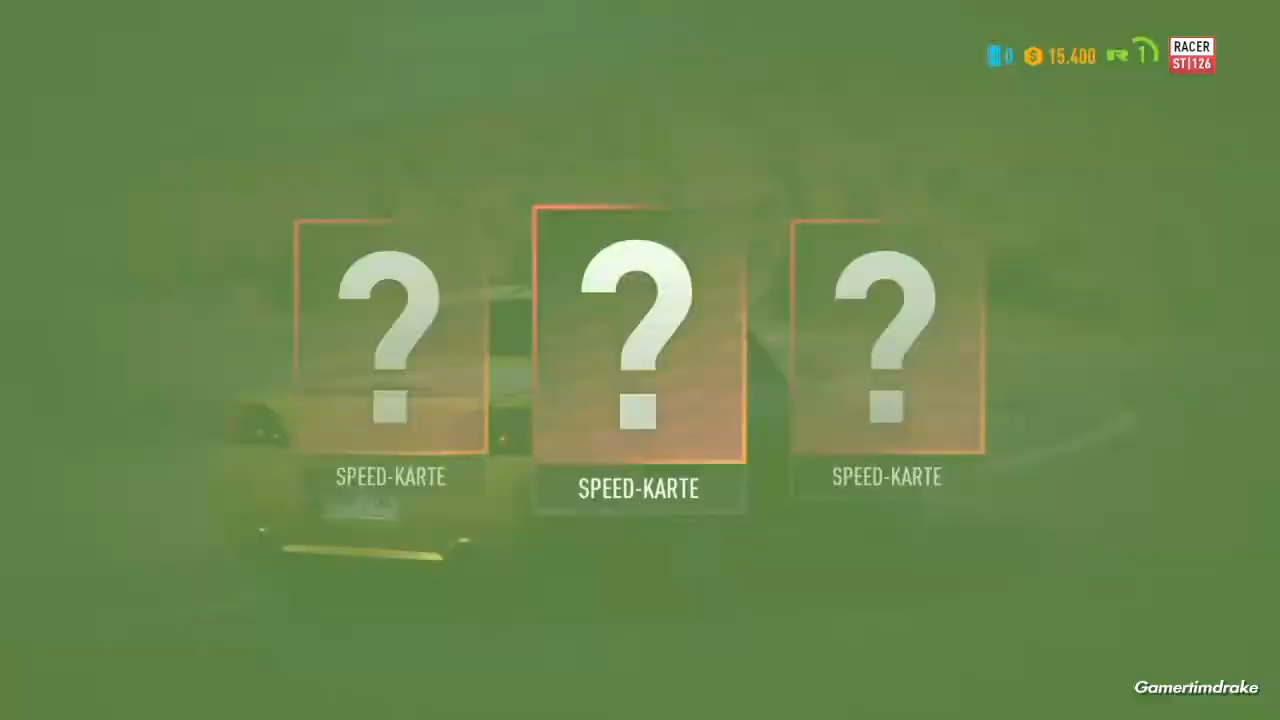 0 15.400 R 1 RACER
ST|126
? ? ?
SPEED-KARTE SPEED-KARTE SPEED-KARTE
Gamertimdrake